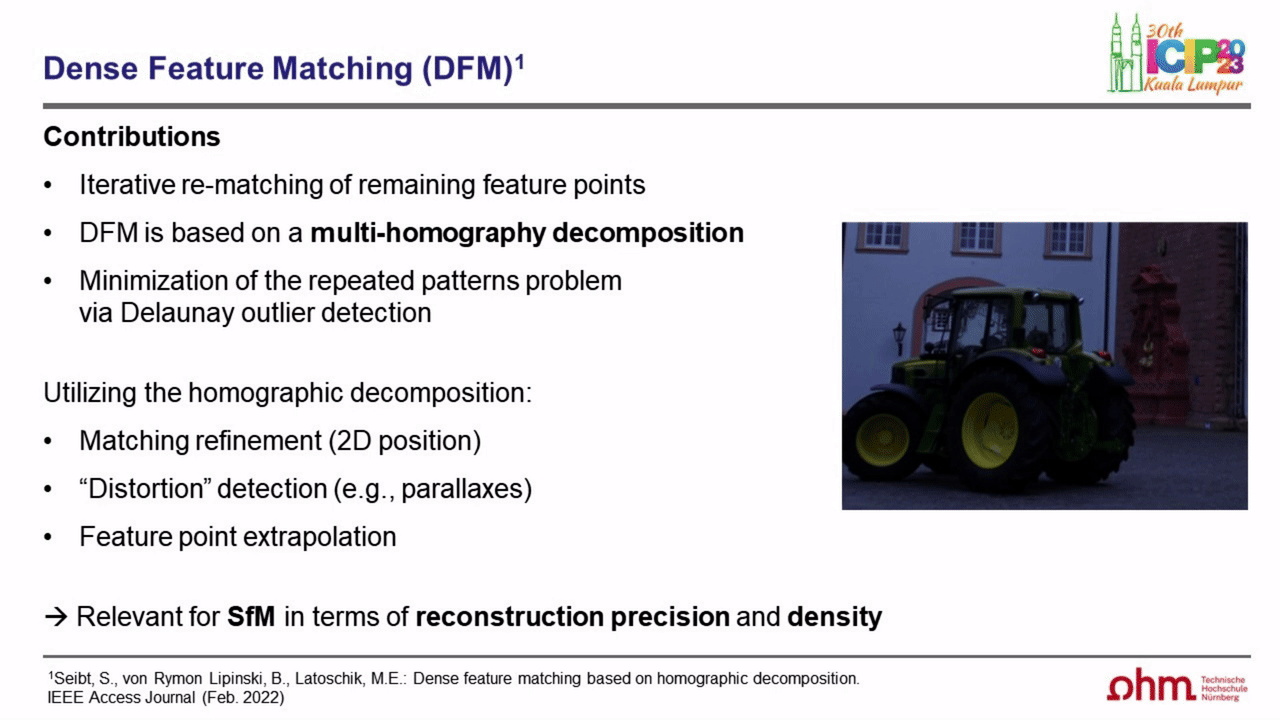 Dense Feature Matching (DFM)¹
30th
ICIP2023
Kuala Lumpur
Contributions
• Iterative re-matching of remaining feature points
• DFM is based on a multi-homography decomposition
• Minimization of the repeated patterns problem
via Delaunay outlier detection
Utilizing the homographic decomposition:
• Matching refinement (2D position)
• “Distortion” detection (e.g., parallaxes)
• Feature point extrapolation
→ Relevant for SfM in terms of reconstruction precision and density
¹Seibt, S., von Rymon Lipinski, B., Latoschik, M.E.: Dense feature matching based on homographic decomposition.
IEEE Access Journal (Feb. 2022)
ohm
Technische
Hochschule
Nürnberg